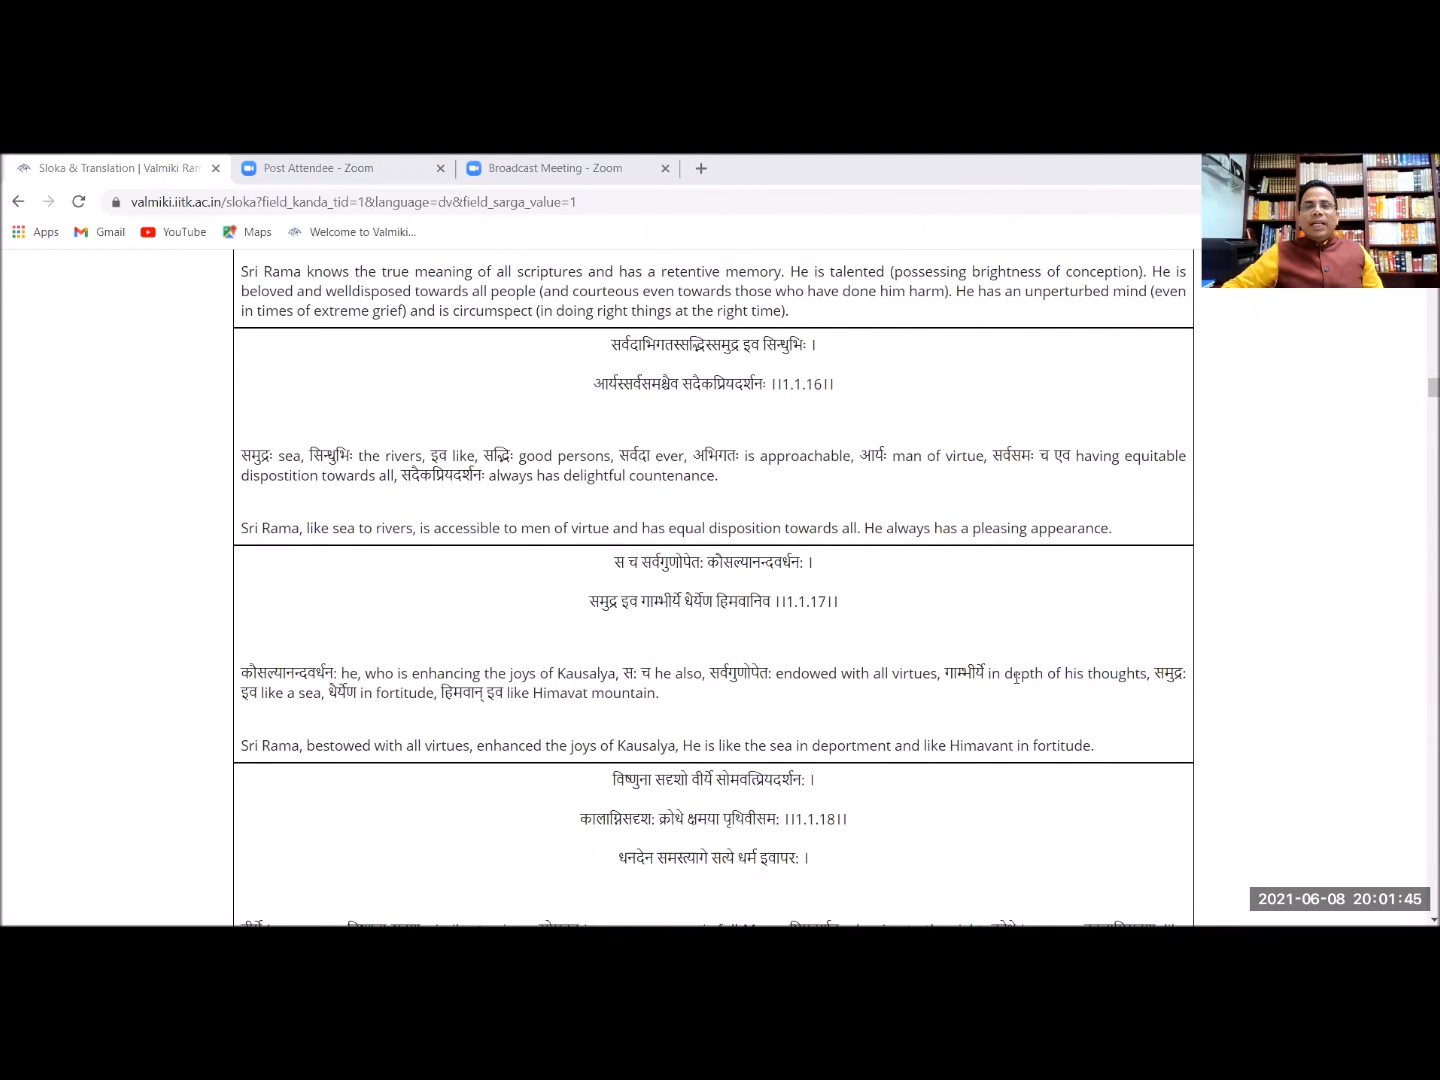 Sloka & Translation | Valmiki Ram
Post Attendee - Zoom
Broadcast Meeting - Zoom
valmiki.iitk.ac.in/sloka?field_kanda_tid=1&language=dv&field_sarga_value=1
Apps Gmail YouTube Maps Welcome to Valmiki...
Sri Rama knows the true meaning of all scriptures and has a retentive memory. He is talented (possessing brightness of conception). He is
beloved and welldisposed towards all people (and courteous even towards those who have done him harm). He has an unperturbed mind (even
in times of extreme grief) and is circumspect (in doing right things at the right time).
सर्वदाभिगतस्सद्भिस्समुद्र इव सिन्धुभिः ।
आर्यस्सर्वसमश्चैव सदैकप्रियदर्शनः ।।1.1.16।।
समुद्रः sea, सिन्धुभिः the rivers, इव like, सद्भिः good persons, सर्वदा ever, अभिगतः is approachable, आर्यः man of virtue, सर्वसमः च एव having equitable
dispostition towards all, सदैकप्रियदर्शनः always has delightful countenance.
Sri Rama, like sea to rivers, is accessible to men of virtue and has equal disposition towards all. He always has a pleasing appearance.
स च सर्वगुणोपेत: कौसल्यानन्दवर्धन: ।
समुद्र इव गाम्भीर्ये धैर्येण हिमवानिव ।।1.1.17।।
कौसल्यानन्दवर्धन: he, who is enhancing the joys of Kausalya, स: च he also, सर्वगुणोपेत: endowed with all virtues, गाम्भीर्ये in depth of his thoughts, समुद्र:
इव like a sea, धैर्येण in fortitude, हिमवान् इव like Himavat mountain.
Sri Rama, bestowed with all virtues, enhanced the joys of Kausalya, He is like the sea in deportment and like Himavant in fortitude.
विष्णुना सदृशो वीर्ये सोमवत्प्रियदर्शन: ।
कालाग्निसदृश: क्रोधे क्षमया पृथिवीसम: ।।1.1.18।।
धनदेन समस्त्यागे सत्ये धर्म इवापर: ।
2021-06-08 20:01:45